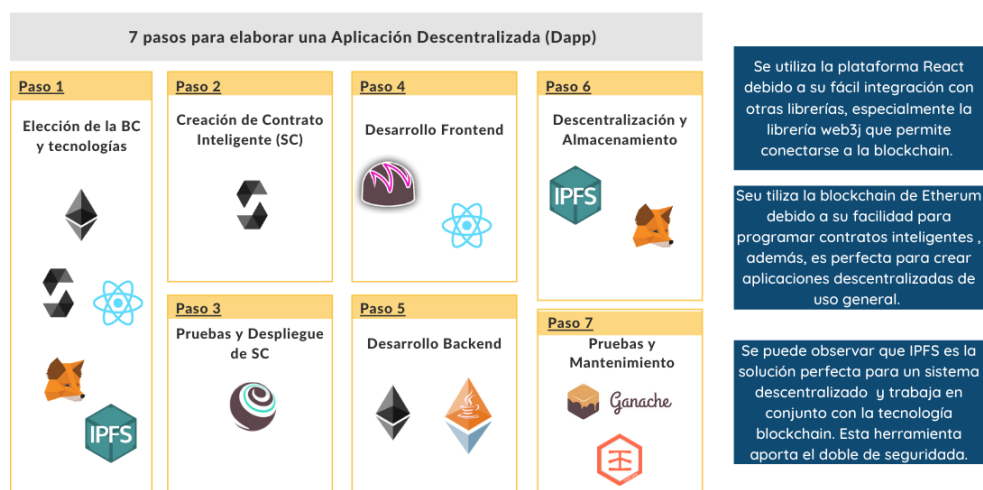 7 pasos para elaborar una Aplicación Descentralizada (Dapp)
Paso 1
Elección de la BC
y tecnologías
IPFS
Paso 2
Creación de Contrato
Inteligente (SC)
Paso 3
Pruebas y Despliegue
de SC
Paso 4
Desarrollo Frontend
Paso 5
Desarrollo Backend
Paso 6
Descentralización y
Almacenamiento
IPFS
Paso 7
Pruebas y
Mantenimiento
Ganache
Se utiliza la plataforma React
debido a su fácil integración con
otras librerías, especialmente la
librería web3j que permite
conectarse a la blockchain.
Seu tiliza la blockchain de Etherum
debido a su facilidad para
programar contratos inteligentes ,
además, es perfecta para crear
aplicaciones descentralizadas de
uso general.
Se puede observar que IPFS es la
solución perfecta para un sistema
descentralizado y trabaja en
conjunto con la tecnología
blockchain. Esta herramienta
aporta el doble de seguridada.